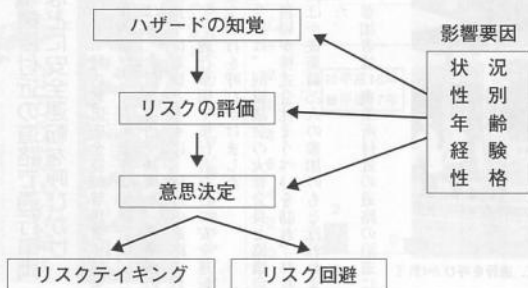 ハザードの知覚
リスクの評価
意思決定
リスクテイキング
リスク回避
影響要因
状 況
性 別
年 齢
経 験
性 格